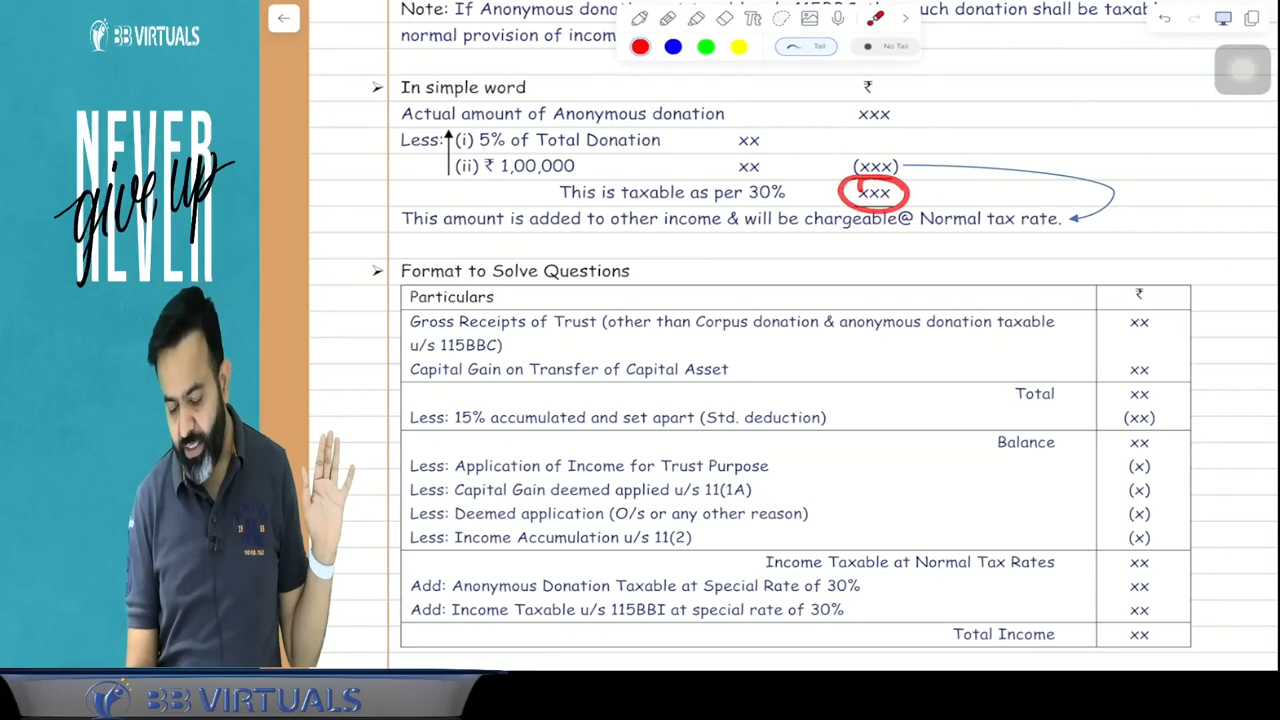 BB VIRTUALS
NEVER
give up
NEVER
Note: If Anonymous
normal provision of incom
Tt
Tail
No Tail
➢ In simple word ₹
Actual amount of Anonymous donation xxx
Less: (i) 5% of Total Donation xx
(ii) ₹ 1,00,000 xx (xxx)
This is taxable as per 30% xxx
This amount is added to other income & will be chargeable@ Normal tax rate.
➢ Format to Solve Questions
Particulars ₹
Gross Receipts of Trust (other than Corpus donation & anonymous donation taxable xx
u/s 115BBC)
Capital Gain on Transfer of Capital Asset xx
Total xx
Less: 15% accumulated and set apart (Std. deduction) (xx)
Balance xx
Less: Application of Income for Trust Purpose (x)
Less: Capital Gain deemed applied u/s 11(1A) (x)
Less: Deemed application (O/s or any other reason) (x)
Less: Income Accumulation u/s 11(2) (x)
Income Taxable at Normal Tax Rates xx
Add: Anonymous Donation Taxable at Special Rate of 30% xx
Add: Income Taxable u/s 115BBI at special rate of 30% xx
Total Income xx
BB VIRTUALS